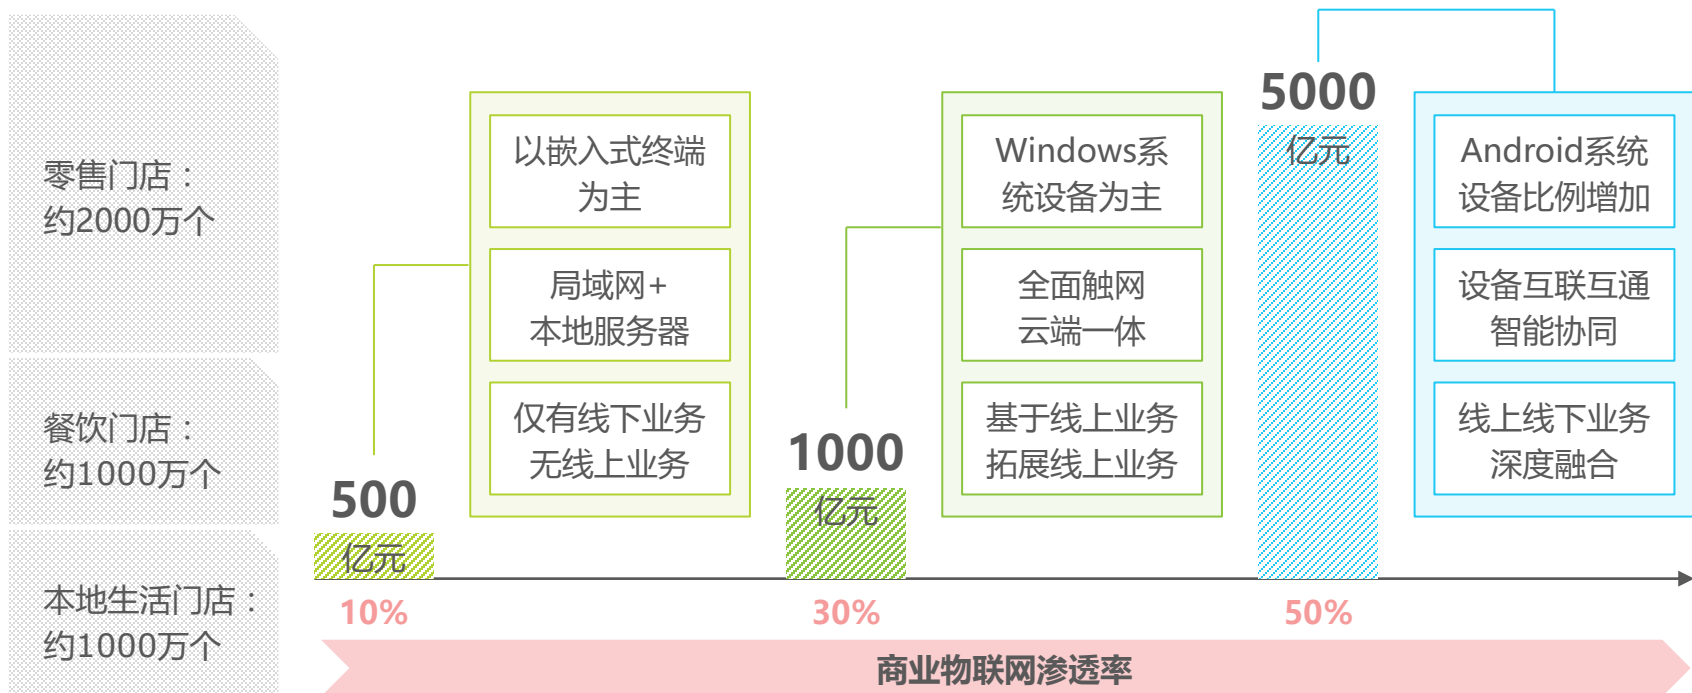 零售门店：
约2000万个
餐饮门店：
约1000万个
本地生活门店：
约1000万个
500
亿元
以嵌入式终端
为主
局域网+
本地服务器
仅有线下业务
无线上业务
1000
亿元
Windows系
统设备为主
全面触网
云端一体
基于线上业务
拓展线上业务
5000
亿元
Android系统
设备比例增加
设备互联互通
智能协同
线上线下业务
深度融合
10%
30%
50%
商业物联网渗透率